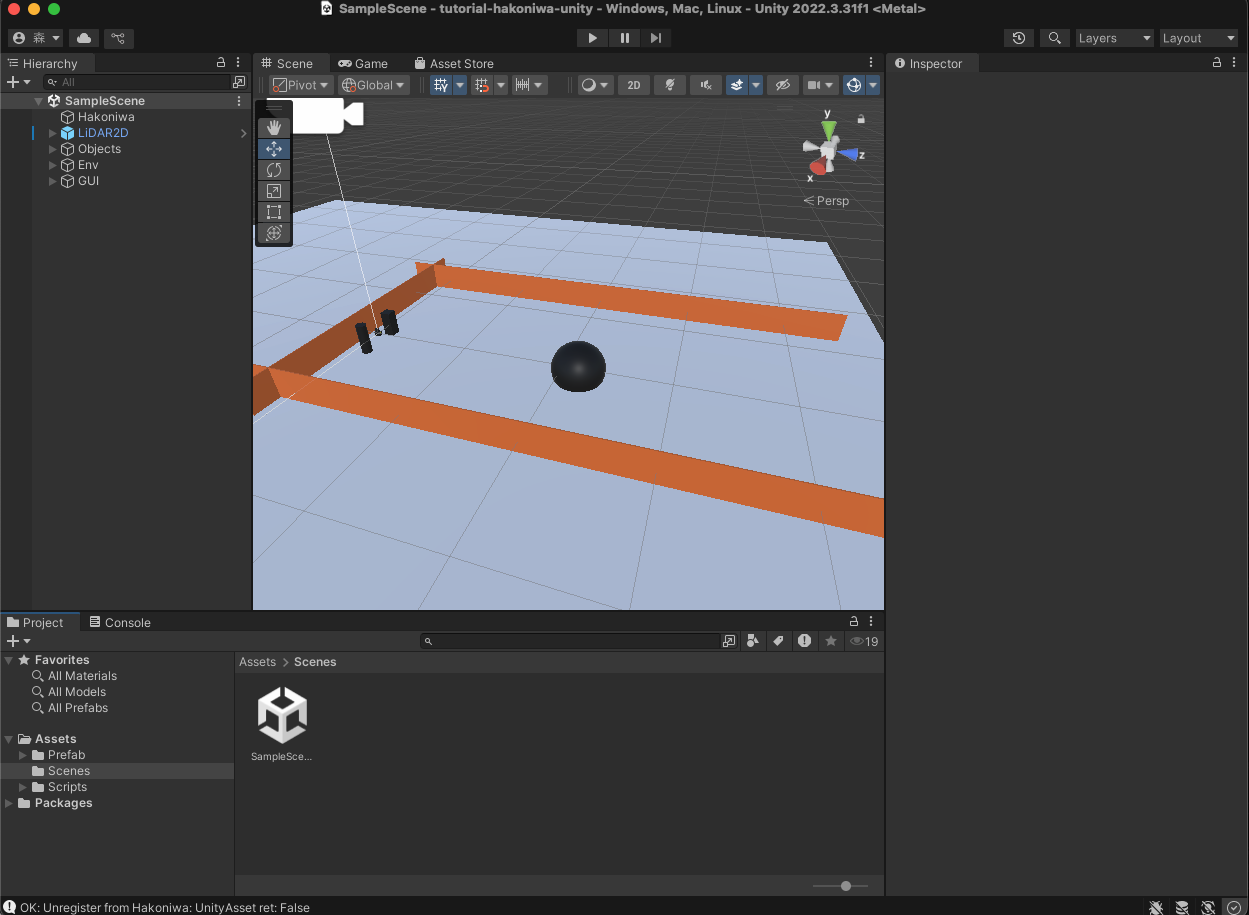 SampleScene - tutorial-hakoniwa-unity - Windows, Mac, Linux - Unity 2022.3.31f1 <Metal>
森
Layers
Layout
Hierarchy
All
SampleScene
Hakoniwa
LiDAR2D
Objects
Env
GUI
Scene
Game
Asset Store
Pivot
Global
2D
y
z
x
Persp
Inspector
Project
Console
19
Favorites
All Materials
All Models
All Prefabs
Assets
Prefab
Scenes
Scripts
Packages
Assets > Scenes
SampleSce...
OK: Unregister from Hakoniwa: UnityAsset ret: False